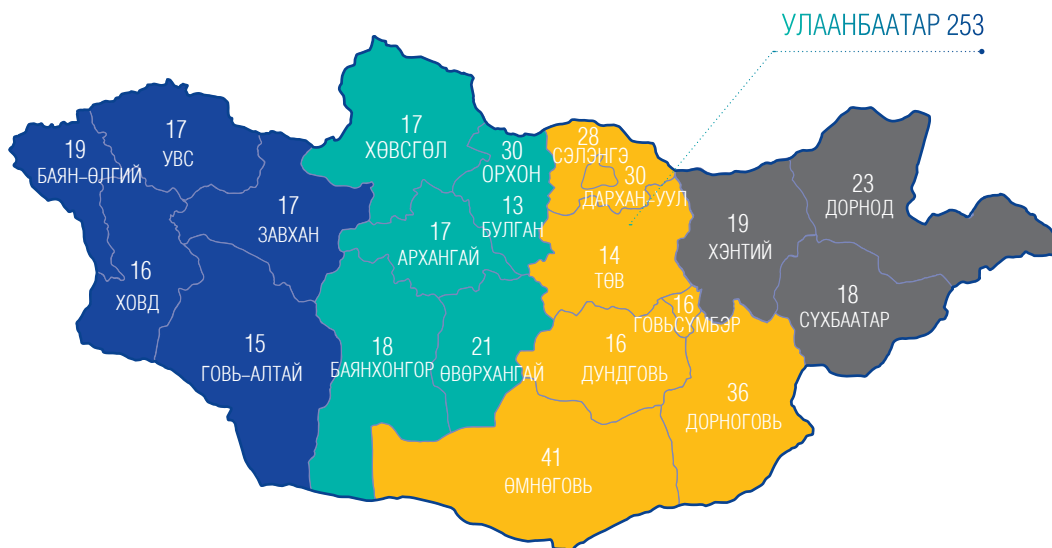 УЛААНБААТАР 253
19
БАЯН-ӨЛГИЙ
17
УВС
17
ЗАВХАН
16
ХОВД
15
ГОВЬ–АЛТАЙ
17
ХӨВСГӨЛ
30
ОРХОН
13
БУЛГАН
17
АРХАНГАЙ
18
БАЯНХОНГОР
21
ӨВӨРХАНГАЙ
28
СЭЛЭНГЭ
30
ДАРХАН–УУЛ
14
ТӨВ
16
ГОВЬСҮМБЭР
16
ДУНДГОВЬ
36
ДОРНОГОВЬ
41
ӨМНӨГОВЬ
19
ХЭНТИЙ
23
ДОРНОД
18
СҮХБААТАР